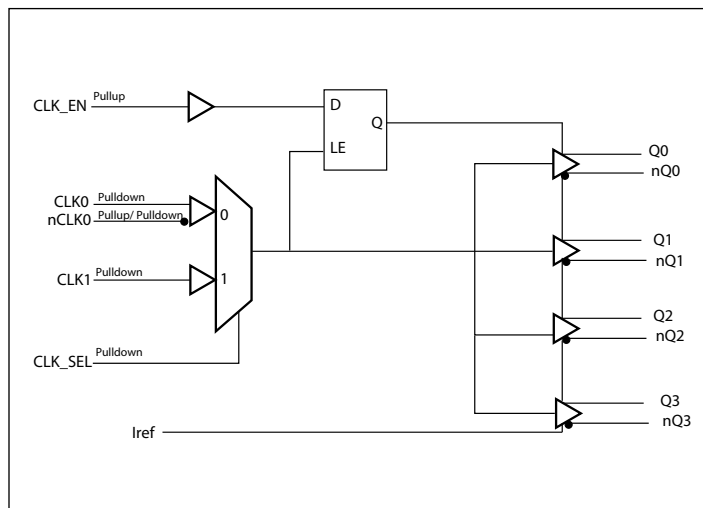 CLK_EN Pullup
D
Q
LE
Q0
nQ0
CLK0 Pulldown
nCLK0 Pullup/ Pulldown
0
Q1
nQ1
CLK1 Pulldown
1
Q2
nQ2
CLK_SEL Pulldown
Q3
nQ3
Iref